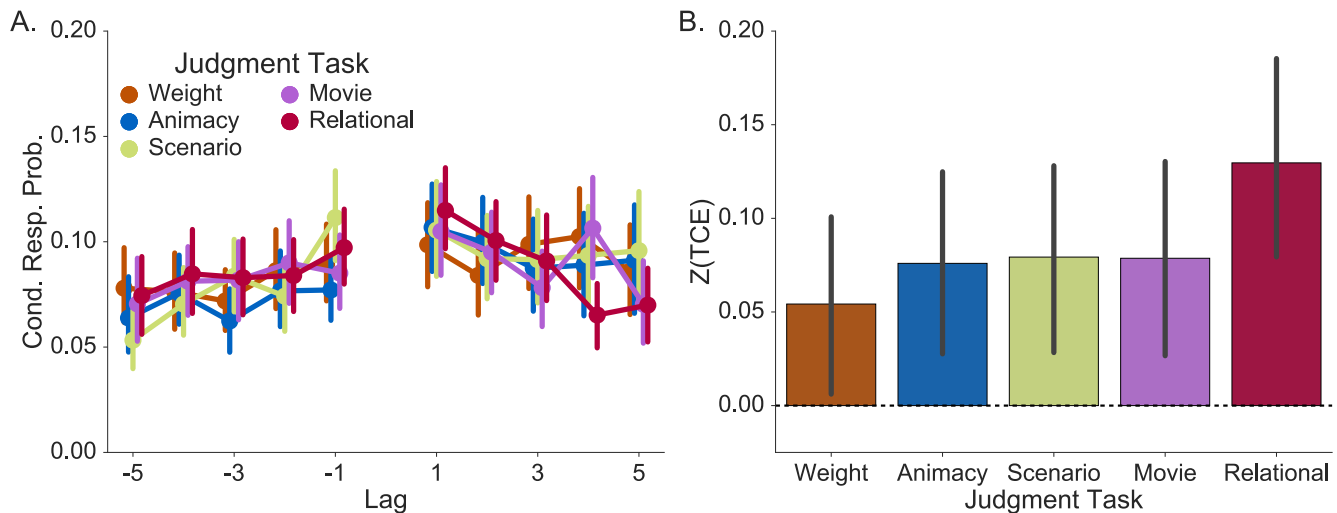 A.
Cond. Resp. Prob.
0.20
0.15
0.10
0.05
0.00
Judgment Task
Weight
Animacy
Scenario
Movie
Relational
-5
-3
-1
1
3
5
Lag
B.
Z(TCE)
0.20
0.15
0.10
0.05
0.00
Weight
Animacy
Scenario
Movie
Relational
Judgment Task